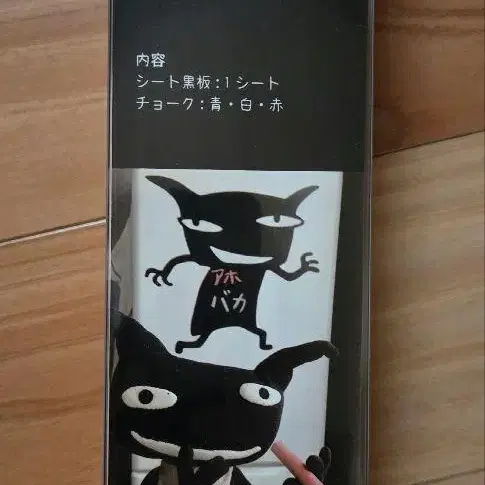 内容
シート黒板：1シート
チョーク：青・白・赤
アホ
バカ